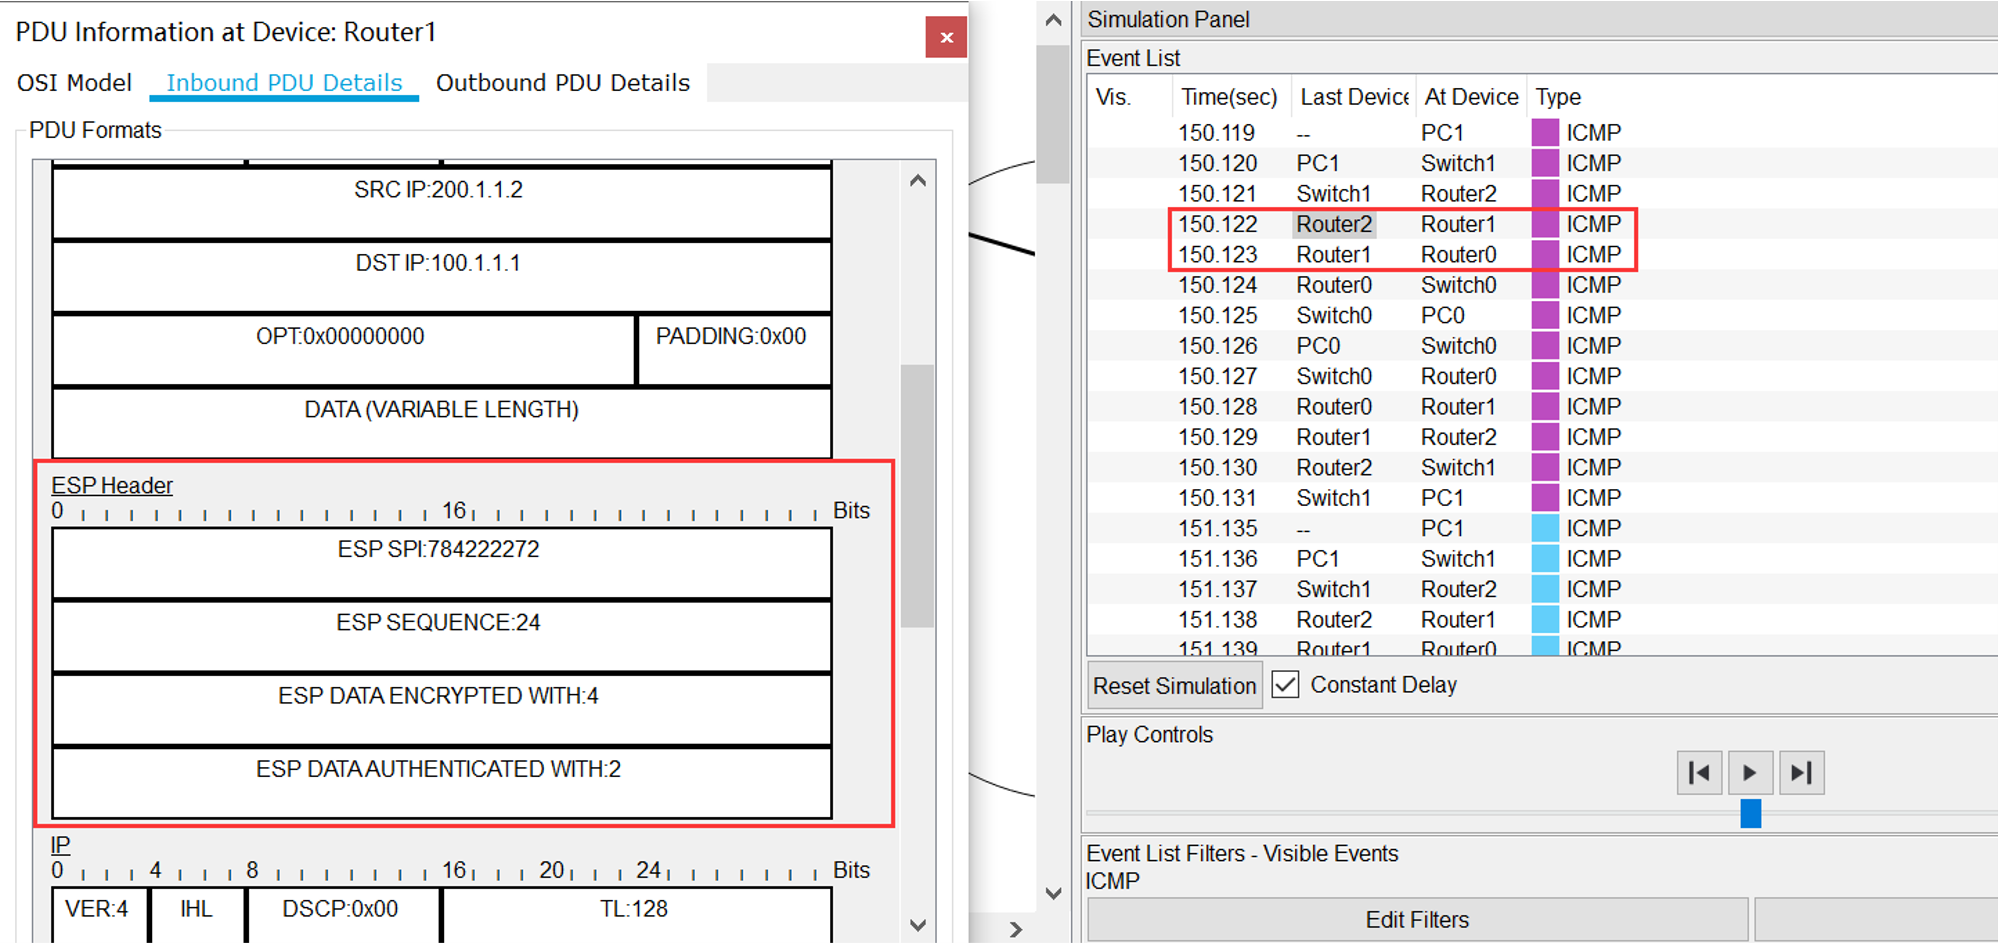 PDU Information at Device: Router1
OSI Model Inbound PDU Details Outbound PDU Details
PDU Formats
SRC IP:200.1.1.2
DST IP:100.1.1.1
OPT:0x00000000 PADDING:0x00
DATA (VARIABLE LENGTH)
ESP Header
0 16 Bits
ESP SPI:784222272
ESP SEQUENCE:24
ESP DATA ENCRYPTED WITH:4
ESP DATA AUTHENTICATED WITH:2
IP
0 4 8 16 20 24 Bits
VER:4 IHL DSCP:0x00 TL:128
Simulation Panel
Event List
Vis. Time(sec) Last Device At Device Type
150.119 -- PC1 ICMP
150.120 PC1 Switch1 ICMP
150.121 Switch1 Router2 ICMP
150.122 Router2 Router1 ICMP
150.123 Router1 Router0 ICMP
150.124 Router0 Switch0 ICMP
150.125 Switch0 PC0 ICMP
150.126 PC0 Switch0 ICMP
150.127 Switch0 Router0 ICMP
150.128 Router0 Router1 ICMP
150.129 Router1 Router2 ICMP
150.130 Router2 Switch1 ICMP
150.131 Switch1 PC1 ICMP
151.135 -- PC1 ICMP
151.136 PC1 Switch1 ICMP
151.137 Switch1 Router2 ICMP
151.138 Router2 Router1 ICMP
151.139 Router1 Router0 ICMP
Reset Simulation Constant Delay
Play Controls
Event List Filters - Visible Events
ICMP
Edit Filters